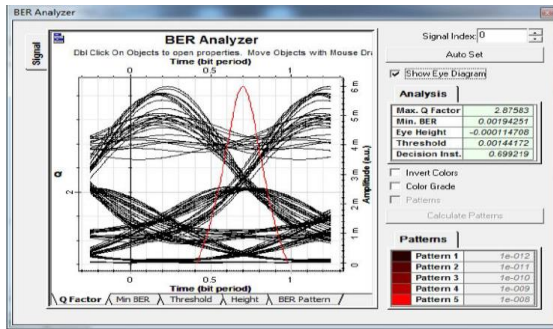 BER Analyzer
Signal
BER Analyzer
Dbl Click On Objects to open properties. Move Objects with Mouse Dra
Time (bit period)
0 0.5 1
Q
2
0 1 m 2 m 3 m 4 m 5 m 6 m
Amplitude (a.u.)
0 0.5 1
Time (bit period)
Q Factor Min BER Threshold Height BER Pattern
Signal Index: 0
Auto Set
Show Eye Diagram
Analysis
Max. Q Factor 2.87583
Min. BER 0.00194251
Eye Height -0.000114708
Threshold 0.00144172
Decision Inst. 0.699219
Invert Colors
Color Grade
Patterns
Calculate Patterns
Patterns
Pattern 1 1e-012
Pattern 2 1e-011
Pattern 3 1e-010
Pattern 4 1e-009
Pattern 5 1e-008